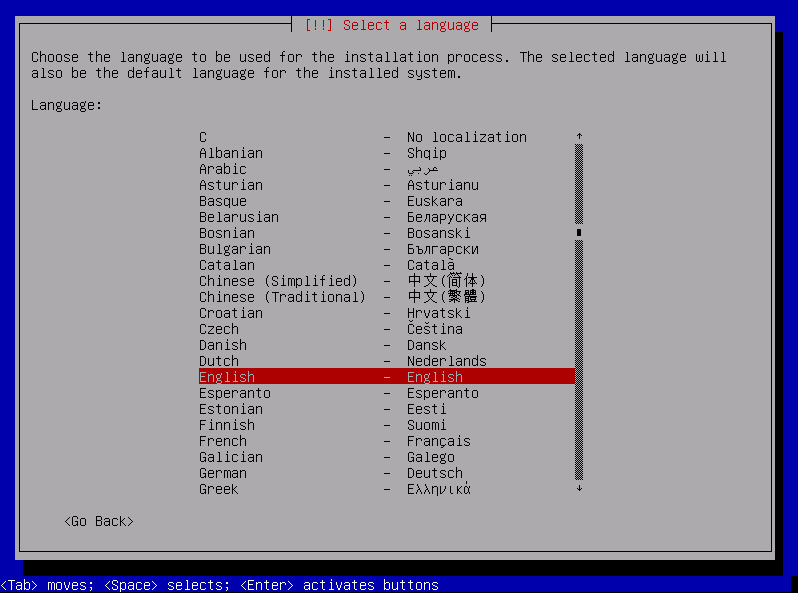 [!!] Select a language
Choose the language to be used for the installation process. The selected language will
also be the default language for the installed system.
Language:
C - No localization ↑
Albanian - Shqip
Arabic - عربي
Asturian - Asturianu
Basque - Euskara
Belarusian - Беларуская
Bosnian - Bosanski
Bulgarian - Български
Catalan - Català
Chinese (Simplified) - 中文(简体)
Chinese (Traditional) - 中文(繁體)
Croatian - Hrvatski
Czech - Čeština
Danish - Dansk
Dutch - Nederlands
English - English
Esperanto - Esperanto
Estonian - Eesti
Finnish - Suomi
French - Français
Galician - Galego
German - Deutsch
Greek - Ελληνικά ↓
<Go Back>
<Tab> moves; <Space> selects; <Enter> activates buttons